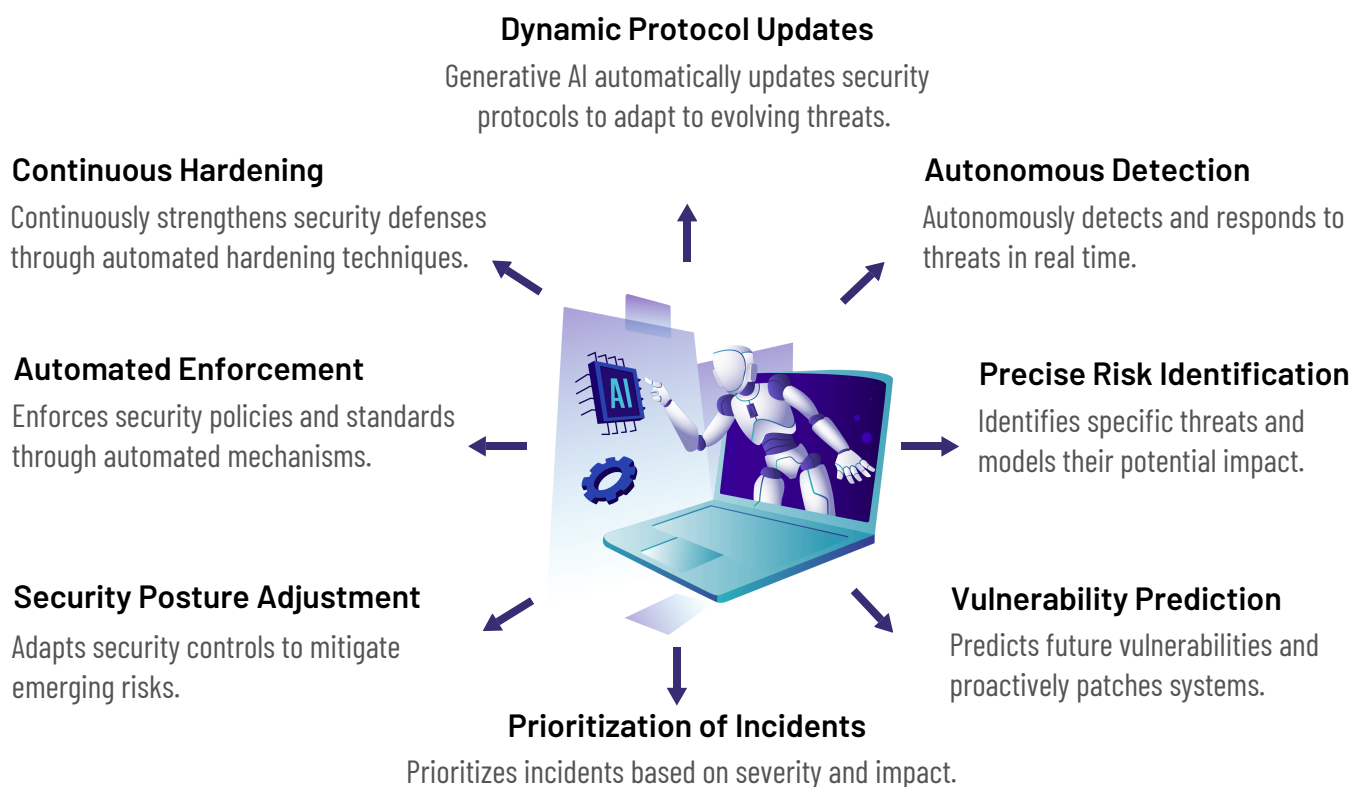 Dynamic Protocol Updates
Generative AI automatically updates security
protocols to adapt to evolving threats.
Continuous Hardening
Continuously strengthens security defenses
through automated hardening techniques.
Autonomous Detection
Autonomously detects and responds to
threats in real time.
Automated Enforcement
Enforces security policies and standards
through automated mechanisms.
AI
Precise Risk Identification
Identifies specific threats and
models their potential impact.
Security Posture Adjustment
Adapts security controls to mitigate
emerging risks.
Vulnerability Prediction
Predicts future vulnerabilities and
proactively patches systems.
Prioritization of Incidents
Prioritizes incidents based on severity and impact.